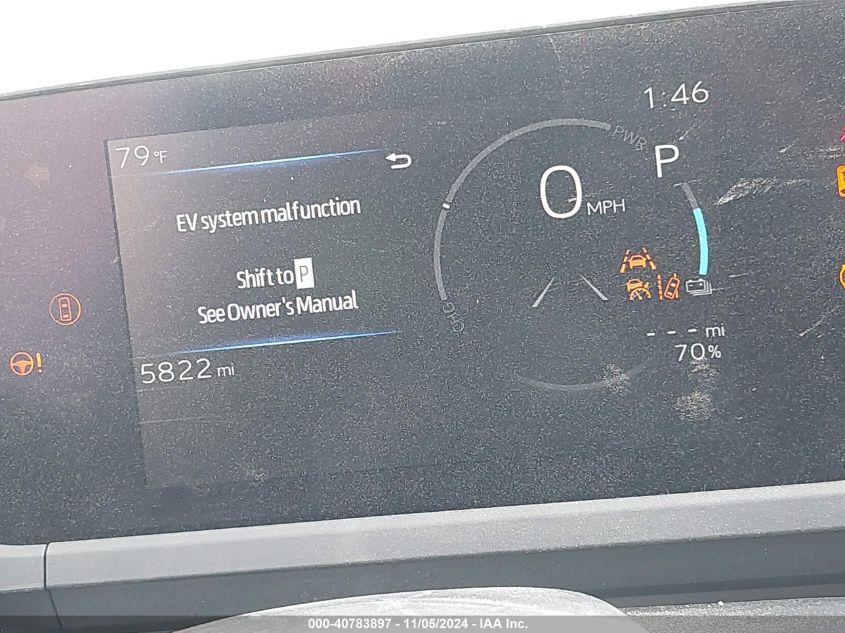 1:46
79°F
PWR
P
0 MPH
EV system malfunction
Shift to P
See Owner's Manual
CHG
- - - mi
70%
5822 mi
000-40783897 - 11/05/2024 - IAA Inc.